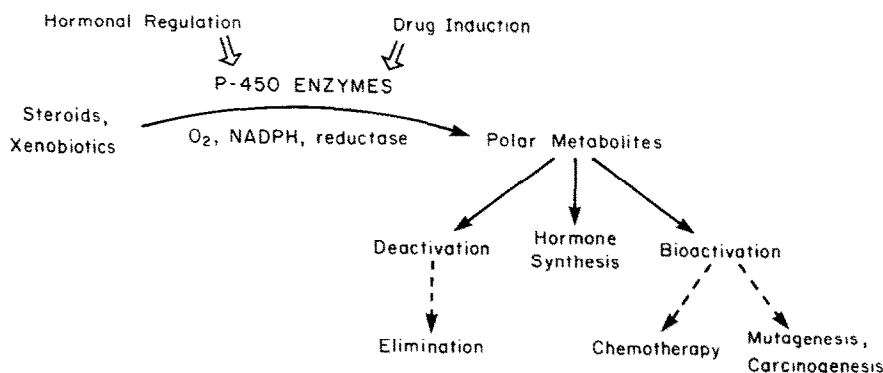 Hormonal Regulation
Drug Induction
P-450 ENZYMES
Steroids,
Xenobiotics
O₂, NADPH, reductase
Polar Metabolites
Deactivation
Hormone
Synthesis
Bioactivation
Elimination
Chemotherapy
Mutagenesis,
Carcinogenesis